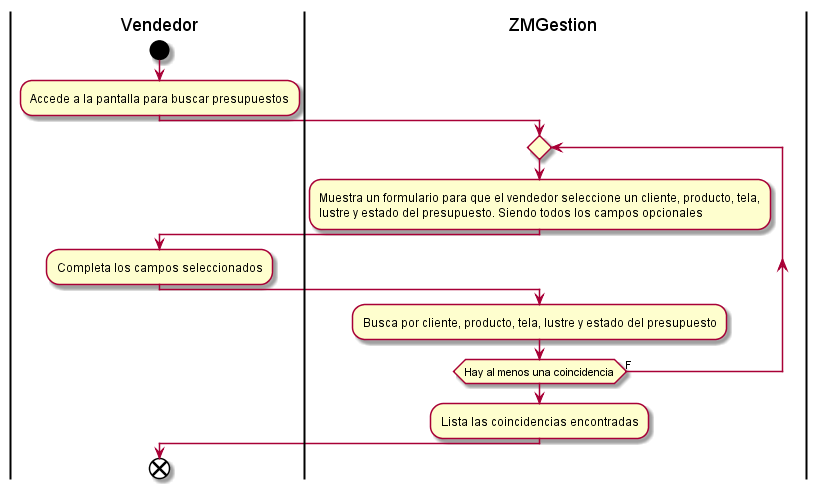 Vendedor
ZMGestion
Accede a la pantalla para buscar presupuestos
Muestra un formulario para que el vendedor seleccione un cliente, producto, tela,
lustre y estado del presupuesto. Siendo todos los campos opcionales
Completa los campos seleccionados
Busca por cliente, producto, tela, lustre y estado del presupuesto
Hay al menos una coincidencia
F
Lista las coincidencias encontradas